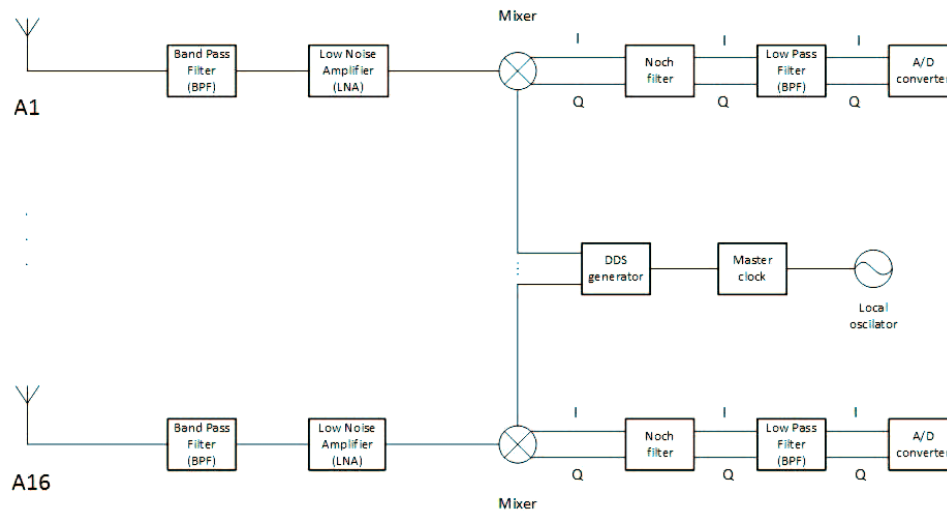 Mixer
I
I
I
Band Pass
Filter
(BPF)
Low Noise
Amplifier
(LNA)
Noch
filter
Low Pass
Filter
(BPF)
A/D
converter
A1
Q
Q
Q
DDS
generator
Master
clock
Local
oscilator
I
I
I
Band Pass
Filter
(BPF)
Low Noise
Amplifier
(LNA)
Noch
filter
Low Pass
Filter
(BPF)
A/D
converter
A16
Q
Q
Q
Mixer